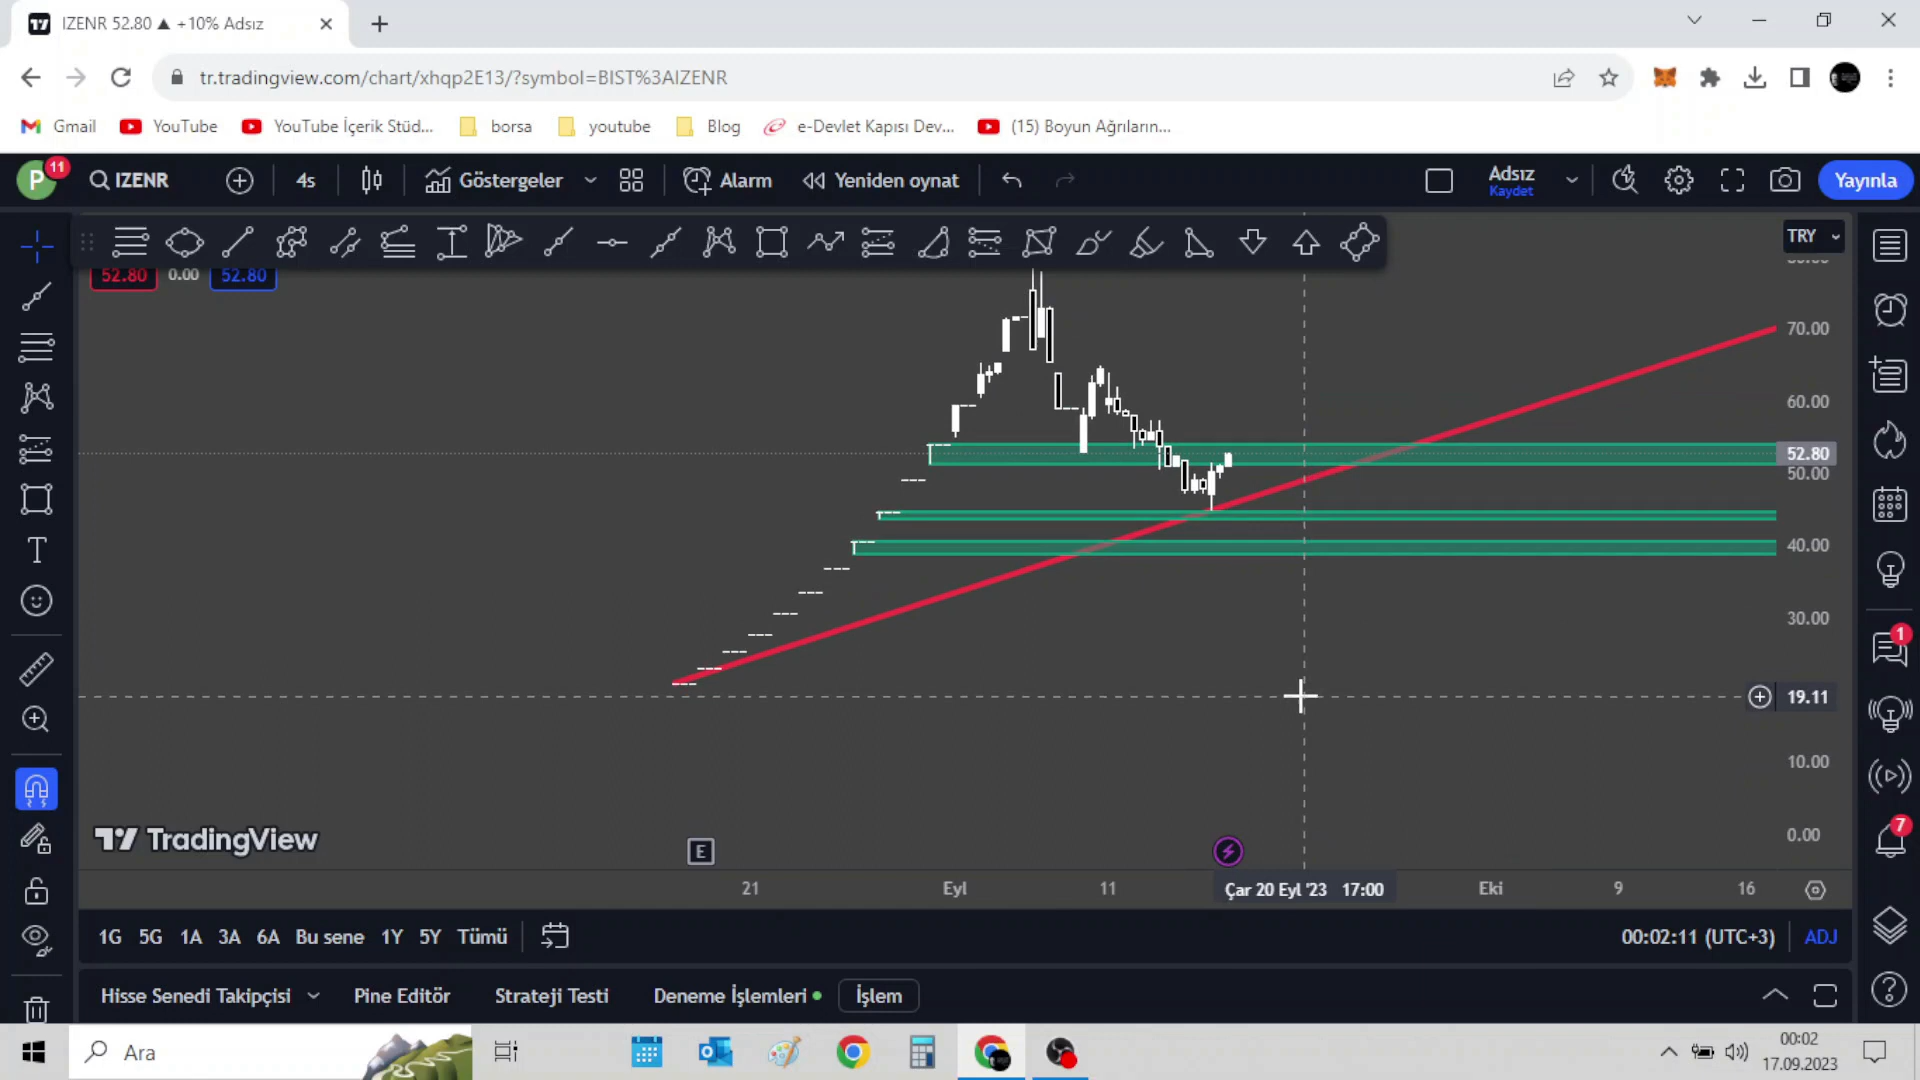 IZENR 52.80 ▲ +10% Adsız
tr.tradingview.com/chart/xhqp2E13/?symbol=BIST%3AIZENR
Gmail YouTube YouTube İçerik Stüd... borsa youtube Blog e-Devlet Kapısı Dev... (15) Boyun Ağrıların...
P 11 IZENR 4s Göstergeler Alarm Yeniden oynat Adsız Yayınla
Kaydet
TRY
52.80 0.00 52.80
70.00
60.00
52.80
50.00
40.00
30.00
1
19.11
10.00
7
TradingView
0.00
E
21 Eyl 11 Çar 20 Eyl '23 17:00 Eki 9 16
1G 5G 1A 3A 6A Bu sene 1Y 5Y Tümü 00:02:11 (UTC+3) ADJ
Hisse Senedi Takipçisi Pine Editör Strateji Testi Deneme İşlemleri İşlem
Ara
00:02
17.09.2023